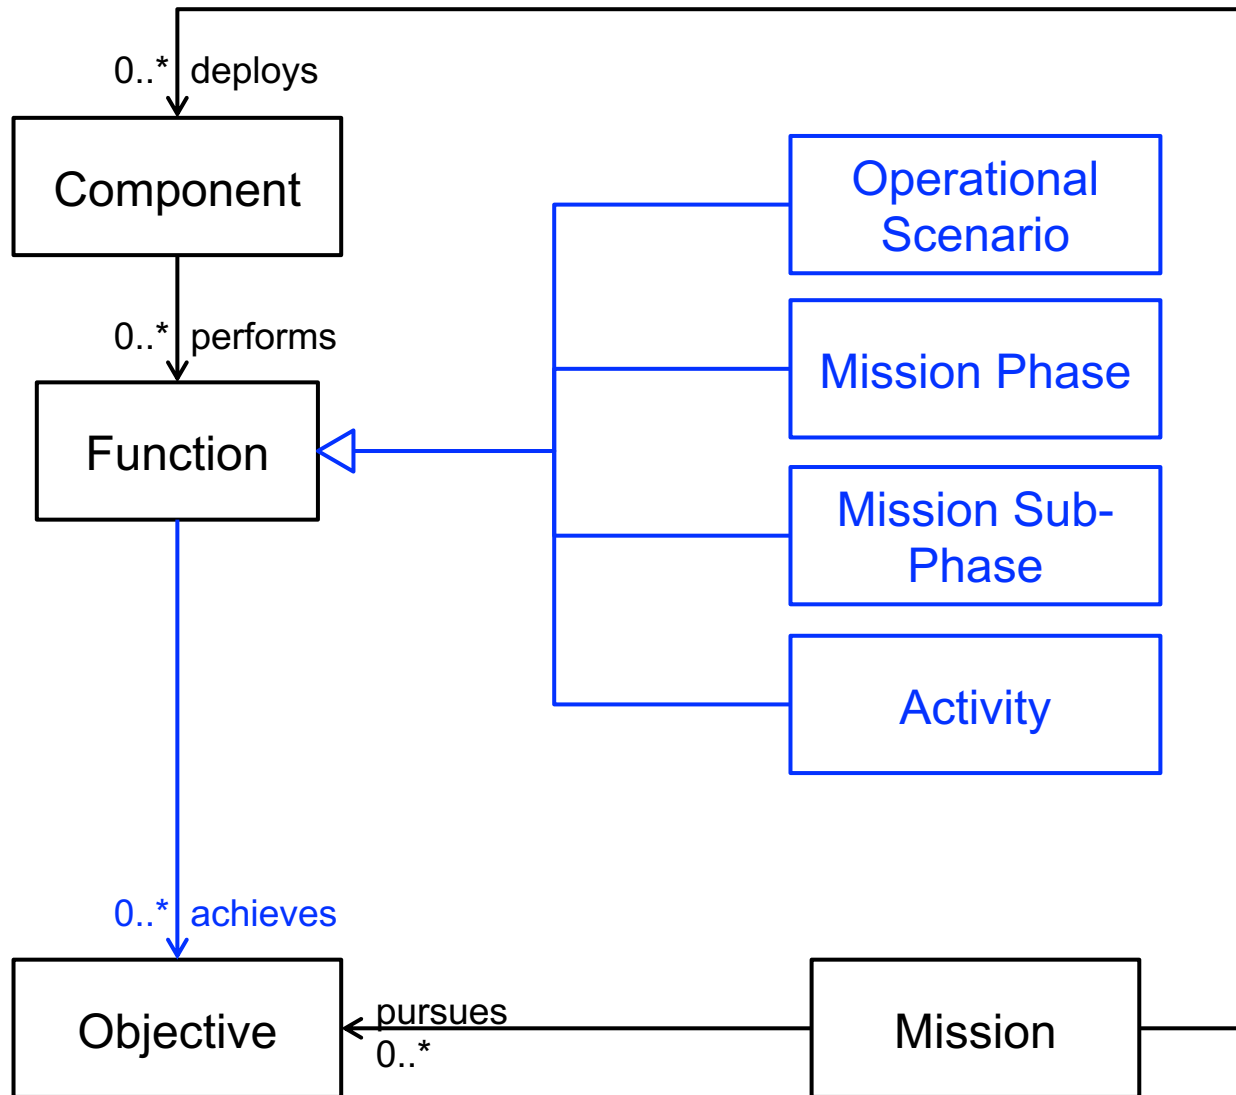 0..* deploys
Component
Operational
Scenario
0..* performs
Mission Phase
Function
Mission Sub-
Phase
Activity
0..* achieves
pursues
0..*
Objective
Mission